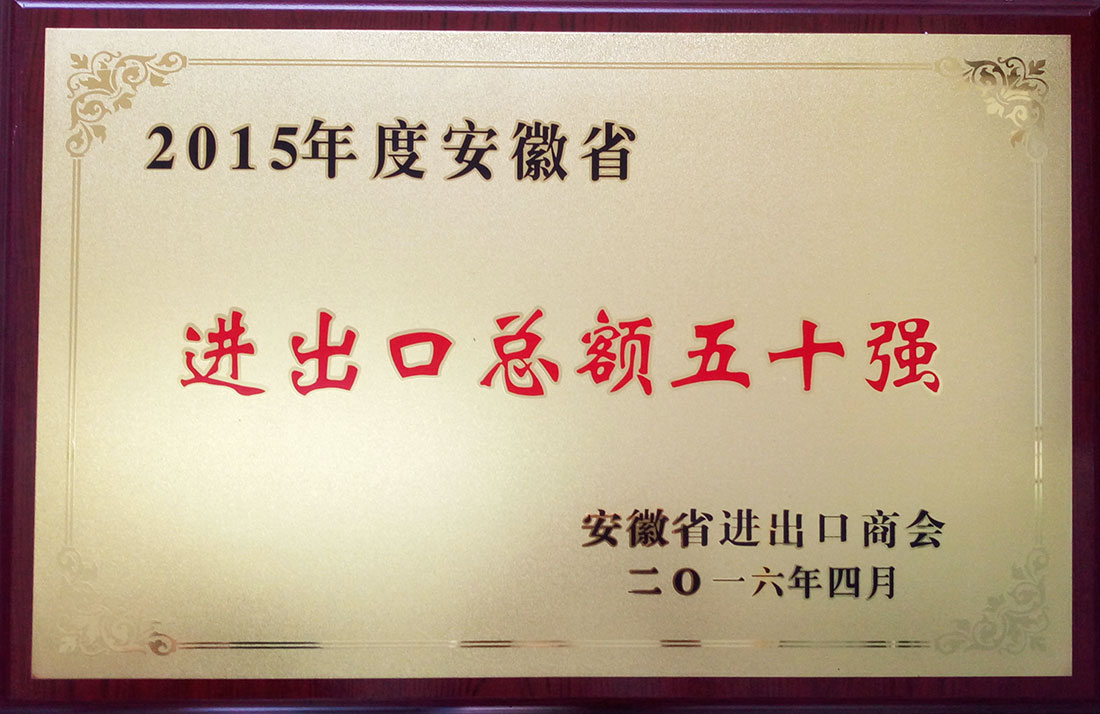 2015年度安徽省
进出口总额五十强
安徽省进出口商会
二〇一六年四月